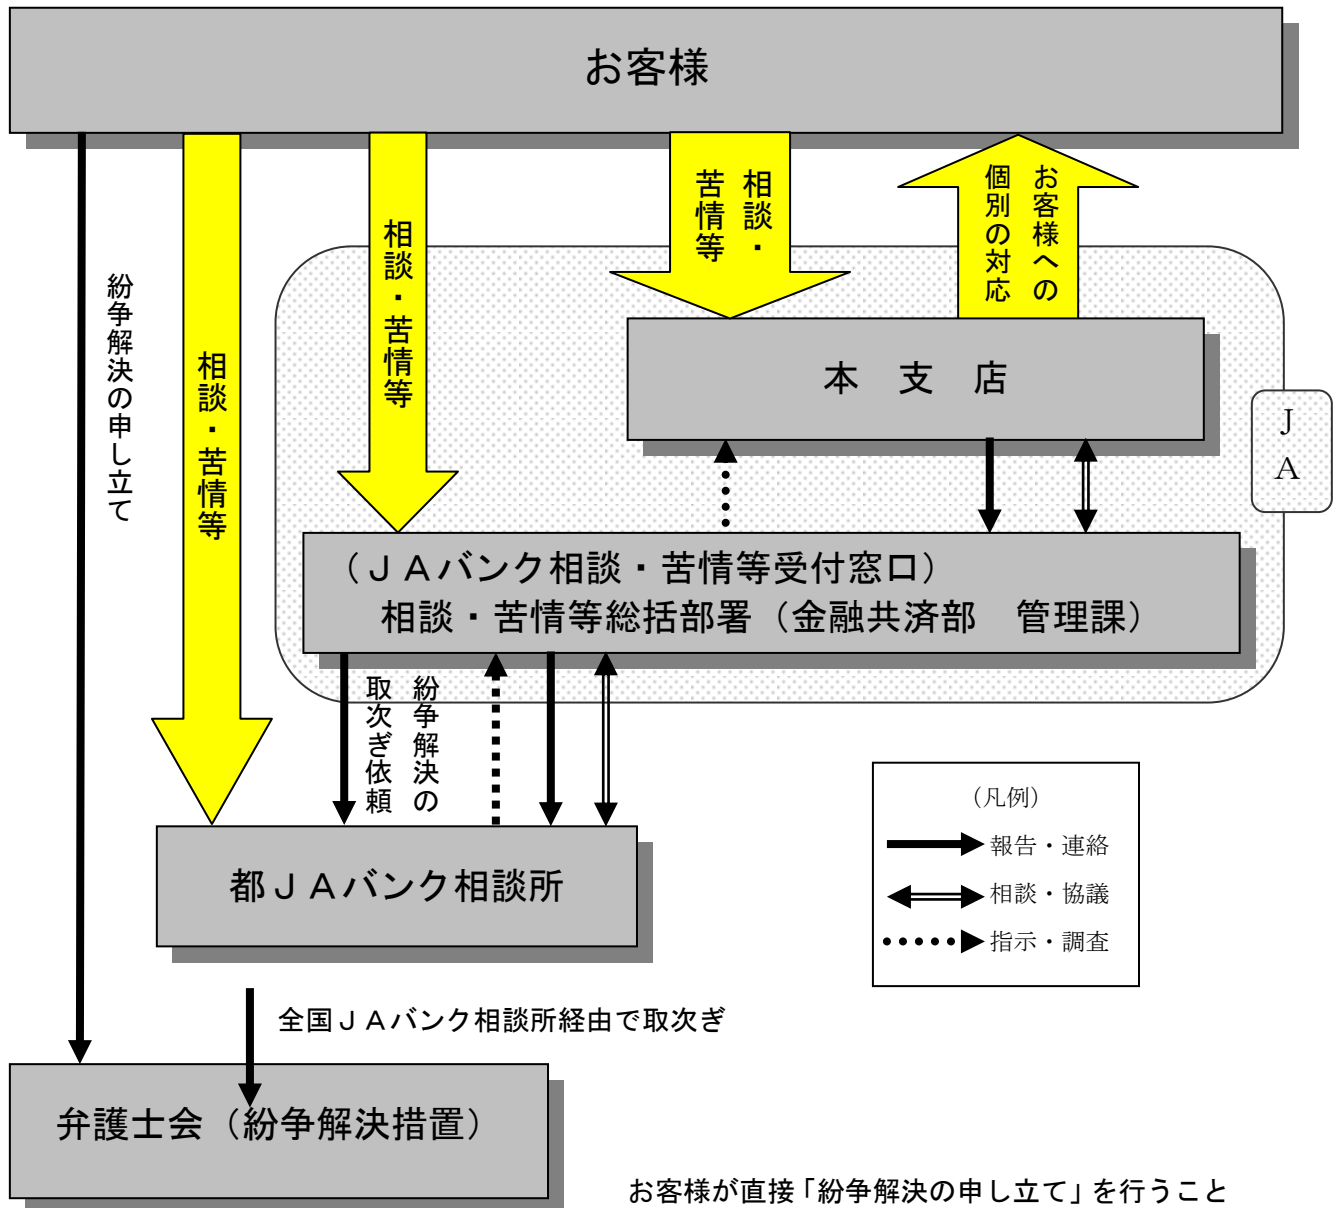 お客様
紛争解決の申し立て
相談・苦情等
相談・苦情等
相談・
苦情等
お客様への
個別の対応
本　支　店
ＪＡ
（ＪＡバンク相談・苦情等受付窓口）
相談・苦情等総括部署（金融共済部　管理課）
紛争解決の
取次ぎ依頼
（凡例）
報告・連絡
相談・協議
指示・調査
都ＪＡバンク相談所
全国ＪＡバンク相談所経由で取次ぎ
弁護士会（紛争解決措置）
お客様が直接「紛争解決の申し立て」を行うこと